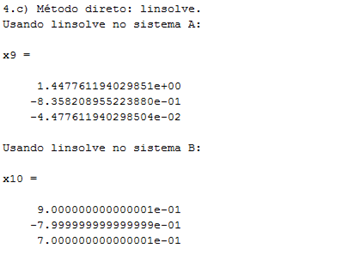 4.c) Método direto: linsolve.
Usando linsolve no sistema A:
x9 =
1.447761194029851e+00
-8.358208955223880e-01
-4.477611940298504e-02
Usando linsolve no sistema B:
x10 =
9.000000000000001e-01
-7.999999999999999e-01
7.000000000000001e-01